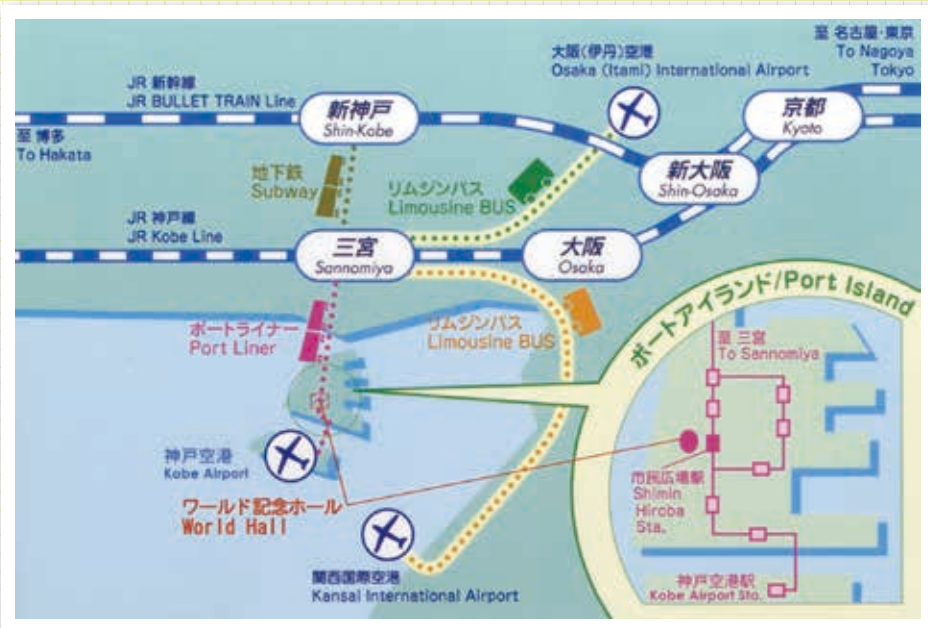 至 名古屋・東京
To Nagoya
Tokyo
大阪(伊丹)空港
Osaka (Itami) International Airport
JR 新幹線
JR BULLET TRAIN Line
新神戸
Shin-Kobe
京都
Kyoto
至 博多
To Hakata
地下鉄
Subway
リムジンバス
Limousine BUS
新大阪
Shin-Osaka
JR 神戸線
JR Kobe Line
三宮
Sannomiya
大阪
Osaka
ポートアイランド/Port Island
ポートライナー
Port Liner
リムジンバス
Limousine BUS
至 三宮
To Sannomiya
神戸空港
Kobe Airport
市民広場駅
Shimin
Hiroba
Sta.
ワールド記念ホール
World Hall
関西国際空港
Kansai International Airport
神戸空港駅
Kobe Airport Sta.